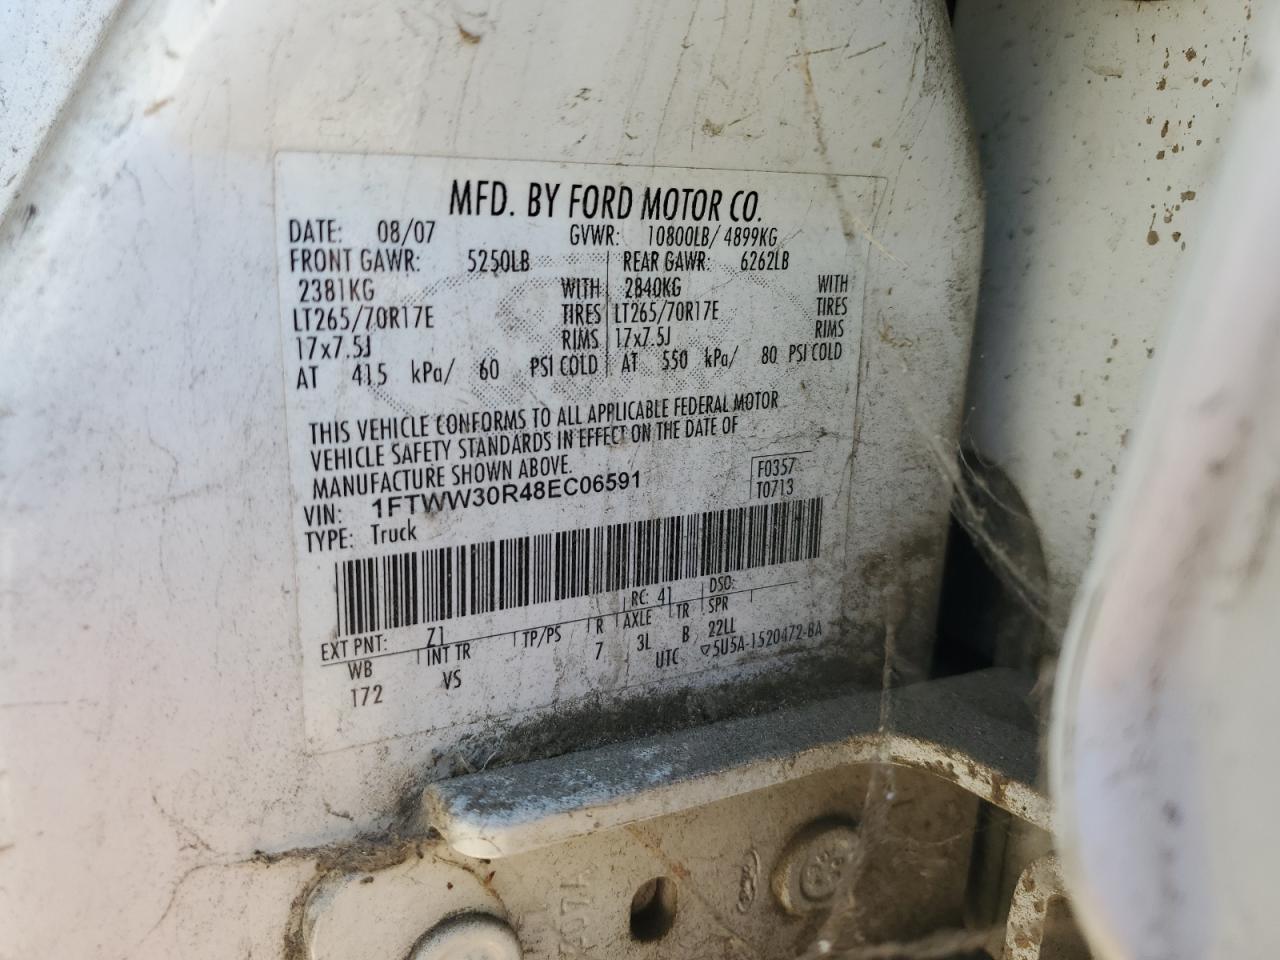 MFD. BY FORD MOTOR CO.
DATE: 08/07 GVWR: 10800LB/ 4899KG
FRONT GAWR: 5250LB REAR GAWR: 6262LB
2381KG WITH 2840KG WITH
LT265/70R17E TIRES LT265/70R17E TIRES
17x7.5J RIMS 17x7.5J RIMS
AT 415 kPa/ 60 PSI COLD AT 550 kPa/ 80 PSI COLD
THIS VEHICLE CONFORMS TO ALL APPLICABLE FEDERAL MOTOR
VEHICLE SAFETY STANDARDS IN EFFECT ON THE DATE OF
MANUFACTURE SHOWN ABOVE.
F0357
VIN: 1FTWW30R48EC06591 T0713
TYPE: Truck
EXT PNT: Z1 RC: 41 DSO:
WB INT TR TP/PS R AXLE TR SPR
172 VS 7 3L B 22LL
UTC ▽5U5A-1520472-BA